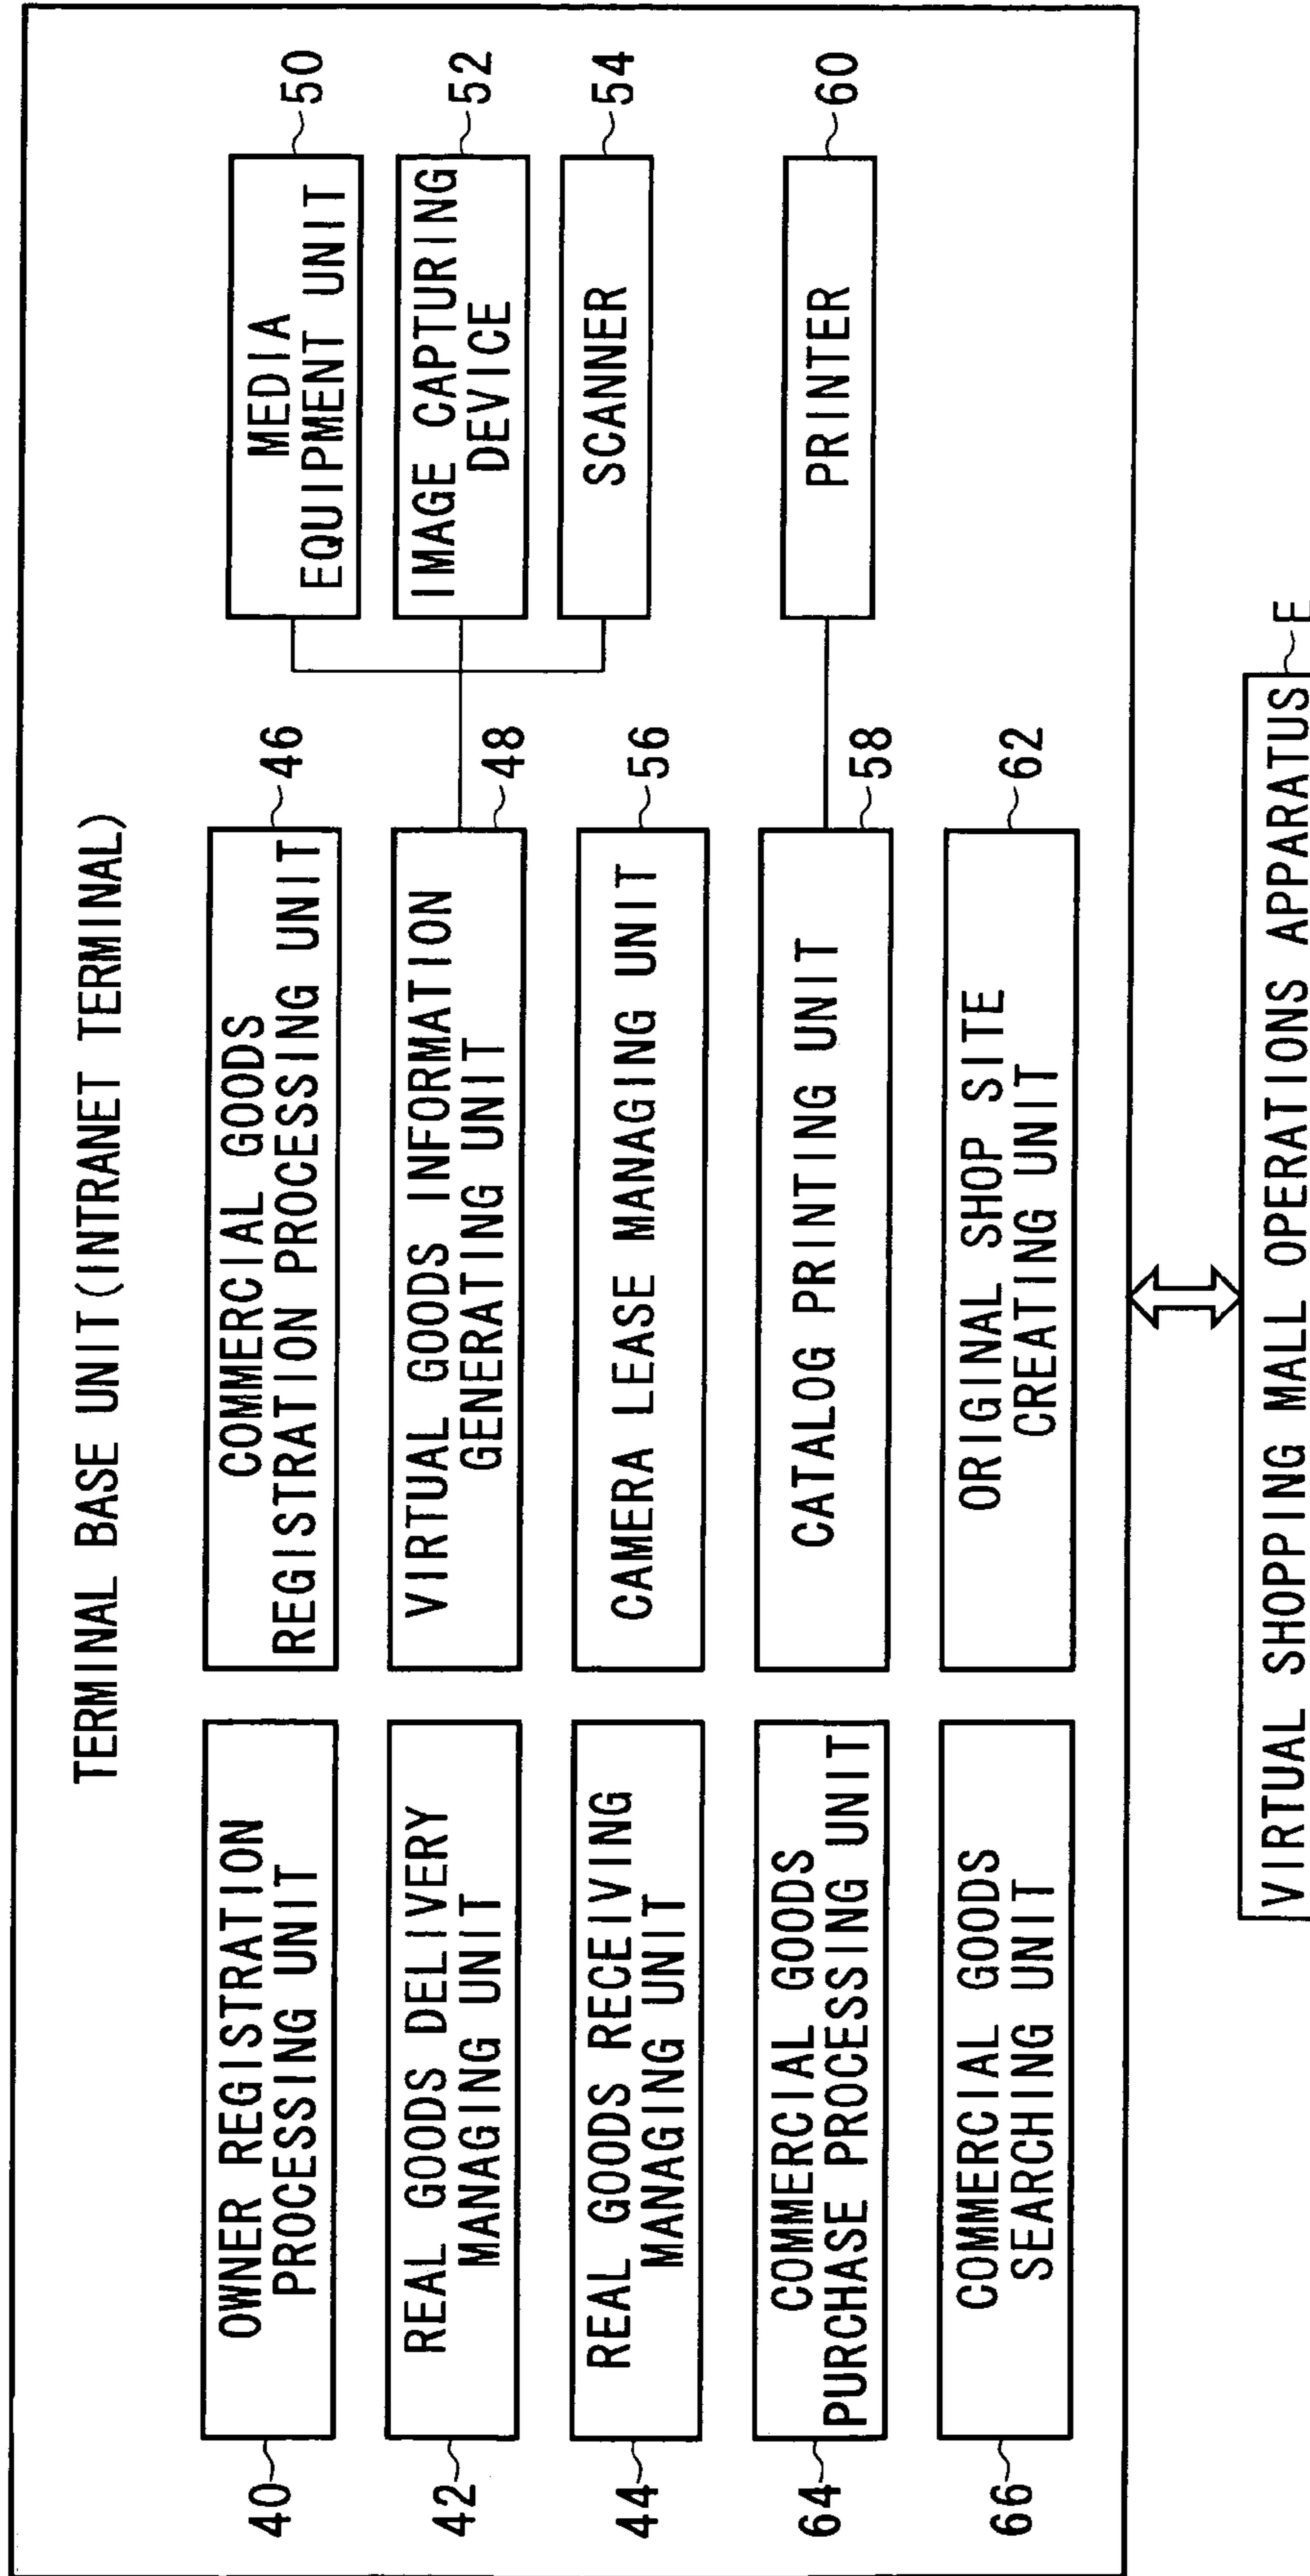 TERMINAL BASE UNIT(INTRANET TERMINAL)
40
OWNER REGISTRATION
PROCESSING UNIT
COMMERCIAL GOODS
REGISTRATION PROCESSING UNIT
46
MEDIA
EQUIPMENT UNIT
50
42
REAL GOODS DELIVERY
MANAGING UNIT
VIRTUAL GOODS INFORMATION
GENERATING UNIT
48
IMAGE CAPTURING
DEVICE
52
44
REAL GOODS RECEIVING
MANAGING UNIT
CAMERA LEASE MANAGING UNIT
56
SCANNER
54
64
COMMERCIAL GOODS
PURCHASE PROCESSING UNIT
CATALOG PRINTING UNIT
58
PRINTER
60
66
COMMERCIAL GOODS
SEARCHING UNIT
ORIGINAL SHOP SITE
CREATING UNIT
62
VIRTUAL SHOPPING MALL OPERATIONS APPARATUS
E